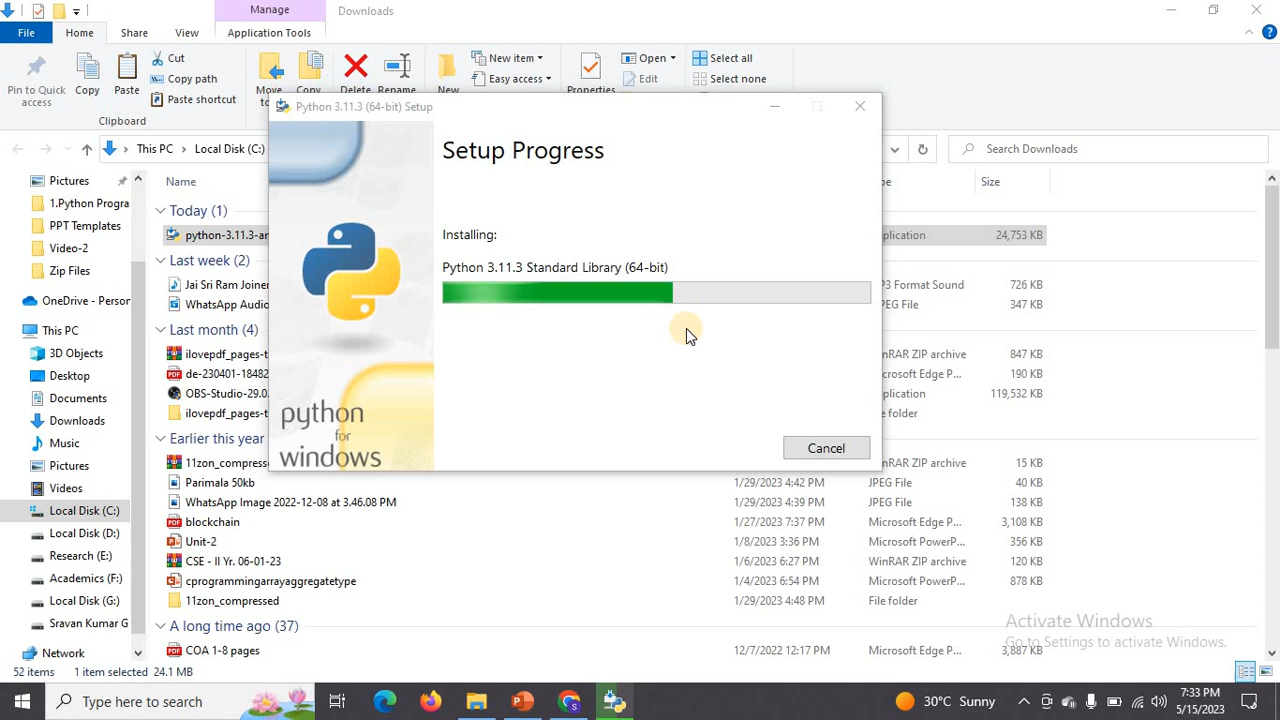 Manage
Downloads
File
Home
Share
View
Application Tools
Pin to Quick access
Copy
Paste
Cut
Copy path
Paste shortcut
Clipboard
Move
Copy
Delete
Rename
New
New item
Easy access
Properties
Open
Edit
Select all
Select none
This PC
Local Disk (C:)
Search Downloads
Python 3.11.3 (64-bit) Setup
Setup Progress
Installing:
Python 3.11.3 Standard Library (64-bit)
python
for
windows
Cancel
Pictures
1.Python Progra
PPT Templates
Video-2
Zip Files
OneDrive - Person
This PC
3D Objects
Desktop
Documents
Downloads
Music
Pictures
Videos
Local Disk (C:)
Local Disk (D:)
Research (E:)
Academics (F:)
Local Disk (G:)
Sravan Kumar G
Network
Name
Size
Today (1)
python-3.11.3-an
24,753 KB
Last week (2)
Jai Sri Ram Joiner
P3 Format Sound
726 KB
WhatsApp Audio
PEG File
347 KB
Last month (4)
ilovepdf_pages-t
inRAR ZIP archive
847 KB
de-230401-18482
crosoft Edge P...
190 KB
OBS-Studio-29.0.
plication
119,532 KB
ilovepdf_pages-t
e folder
Earlier this year
11zon_compresse
inRAR ZIP archive
15 KB
Parimala 50kb
1/29/2023 4:42 PM
JPEG File
40 KB
WhatsApp Image 2022-12-08 at 3.46.08 PM
1/29/2023 4:39 PM
JPEG File
138 KB
blockchain
1/27/2023 7:37 PM
Microsoft Edge P...
3,108 KB
Unit-2
1/8/2023 3:36 PM
Microsoft PowerP...
356 KB
CSE - II Yr. 06-01-23
1/6/2023 6:27 PM
WinRAR ZIP archive
120 KB
cprogrammingarrayaggregatetype
1/4/2023 6:54 PM
Microsoft PowerP...
878 KB
11zon_compressed
1/29/2023 4:48 PM
File folder
A long time ago (37)
COA 1-8 pages
12/7/2022 12:17 PM
Microsoft Edge P...
3,887 KB
Activate Windows
Go to Settings to activate Windows.
52 items
1 item selected 24.1 MB
Type here to search
30°C Sunny
7:33 PM
5/15/2023